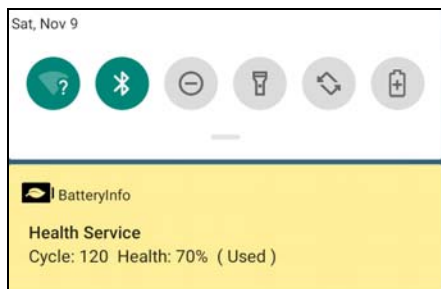 Sat, Nov 9
?
BatteryInfo
Health Service
Cycle: 120 Health: 70% ( Used )